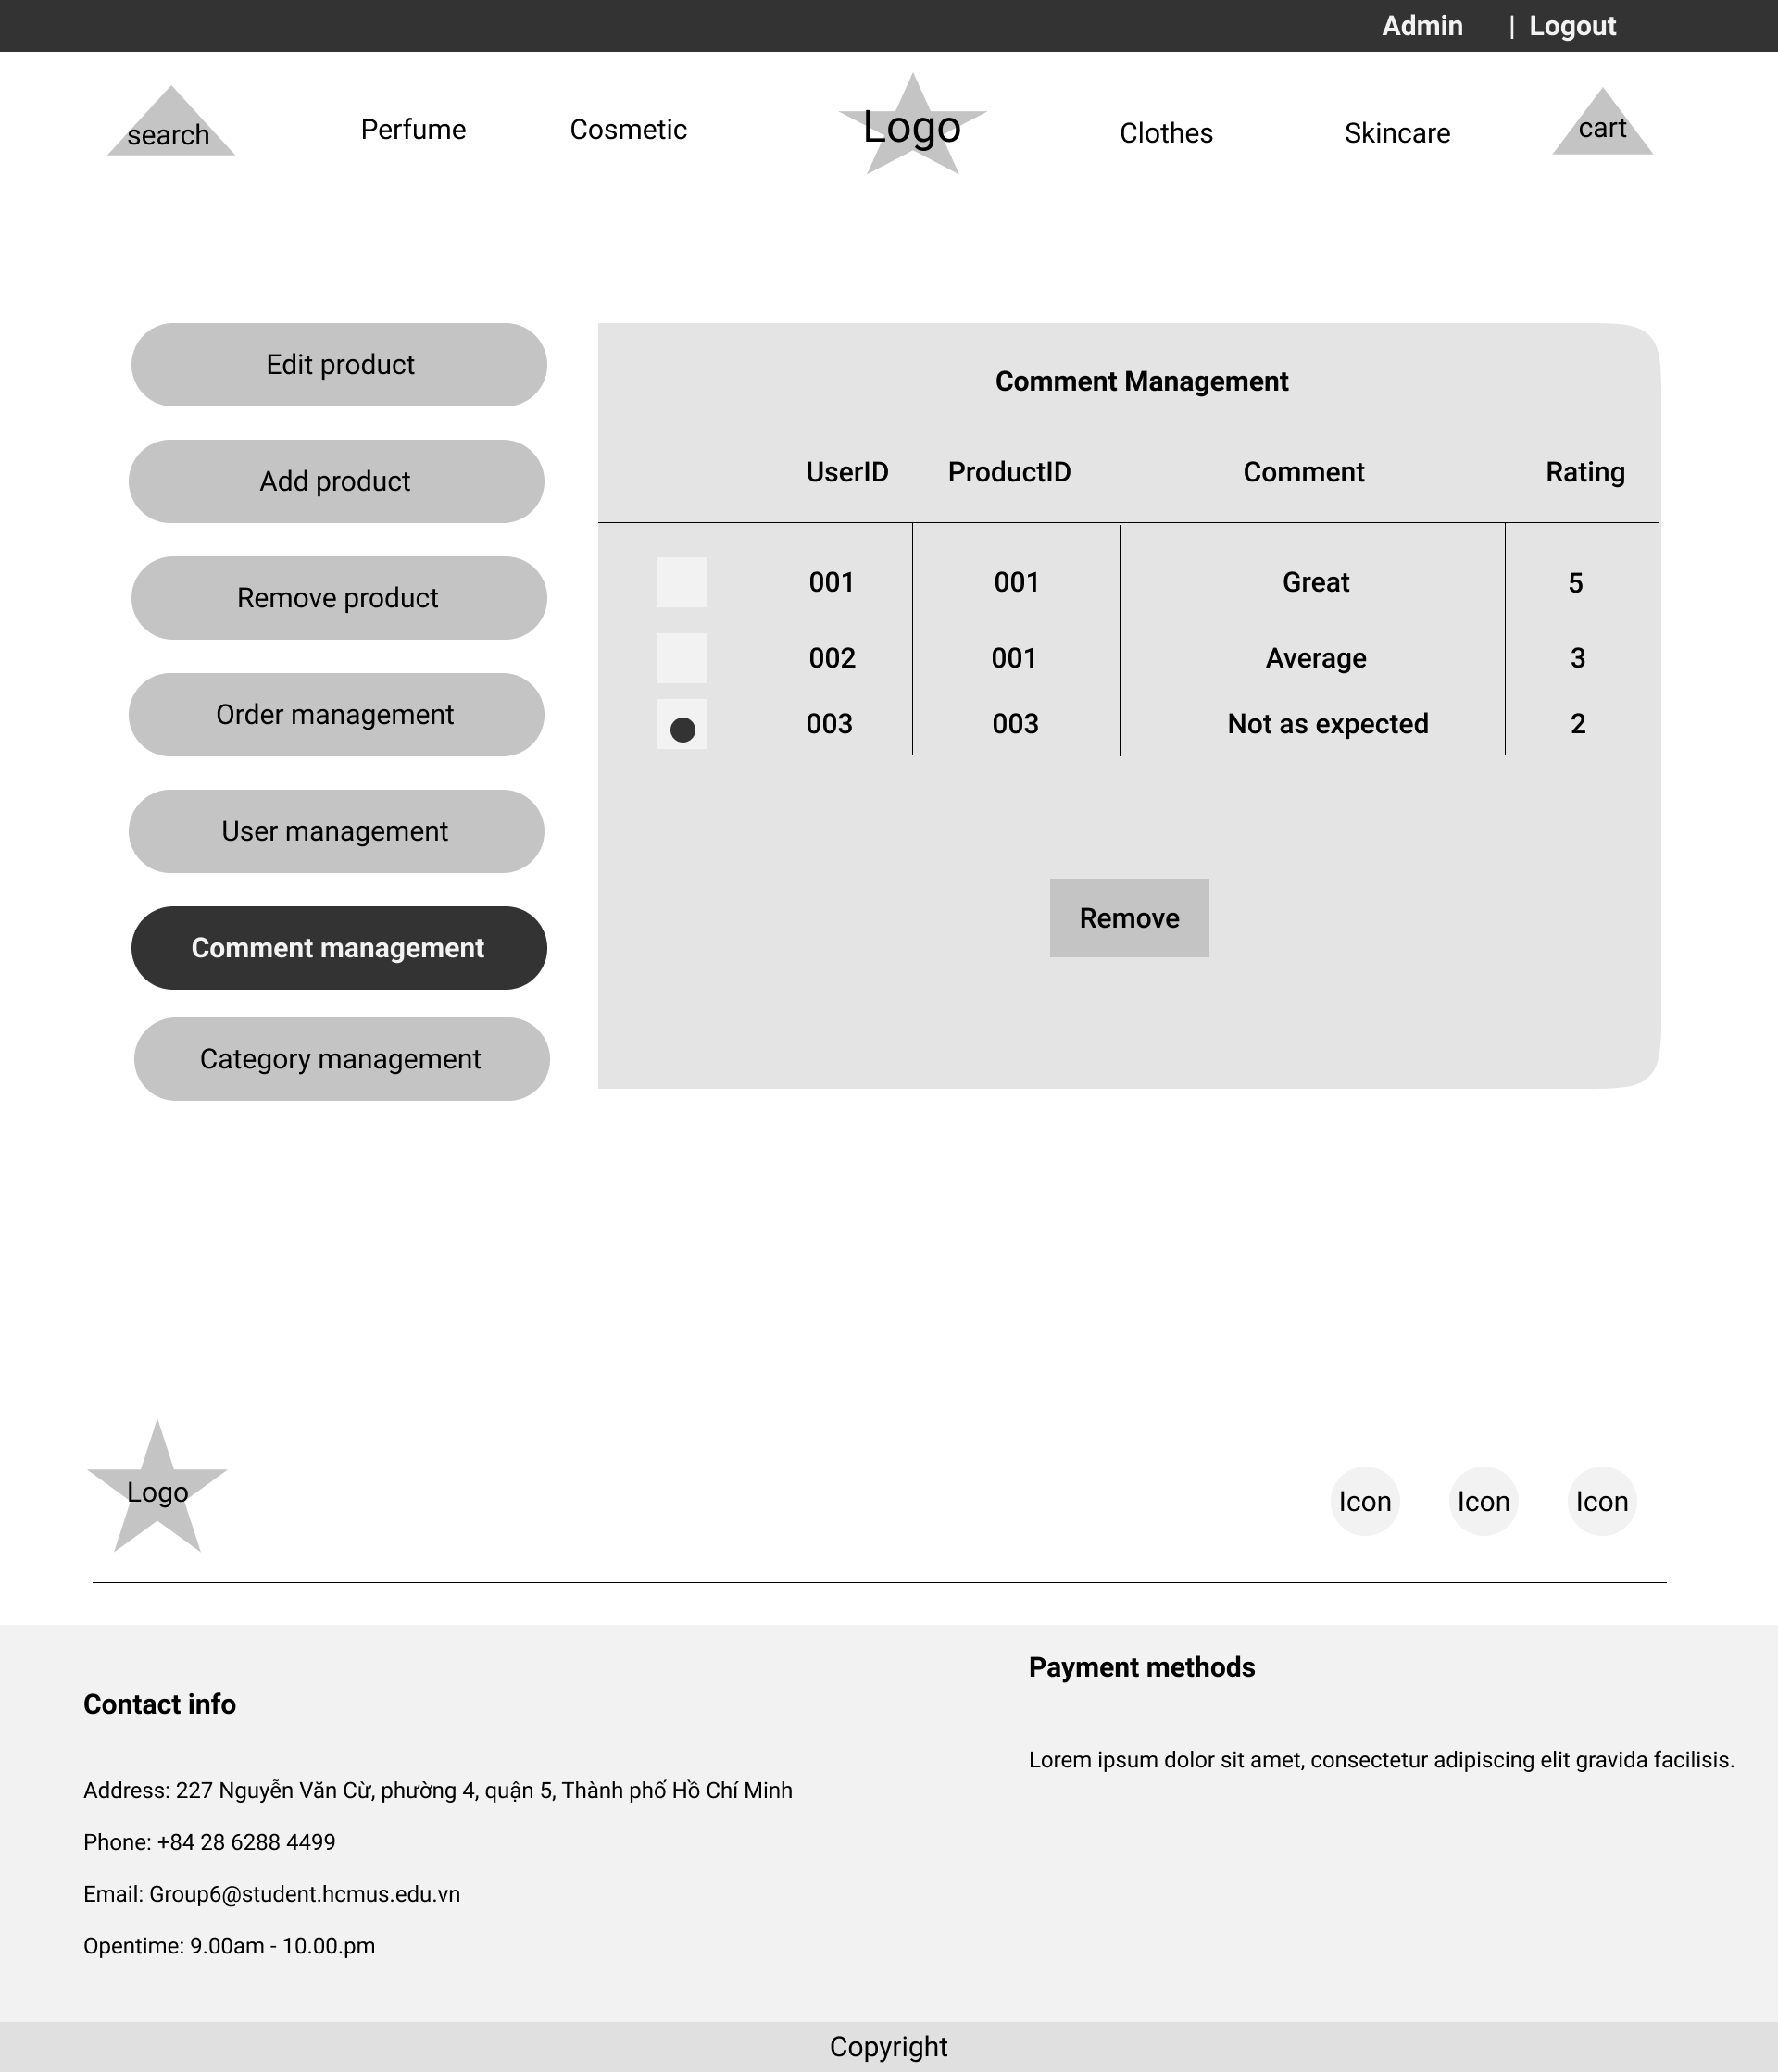 Admin | Logout
search Perfume Cosmetic Logo Clothes Skincare cart
Edit product
Add product
Remove product
Order management
User management
Comment management
Category management
Comment Management
UserID ProductID Comment Rating
001 001 Great 5
002 001 Average 3
003 003 Not as expected 2
Remove
Logo
Icon Icon Icon
Contact info
Address: 227 Nguyễn Văn Cừ, phường 4, quận 5, Thành phố Hồ Chí Minh
Phone: +84 28 6288 4499
Email: Group6@student.hcmus.edu.vn
Opentime: 9.00am - 10.00.pm
Payment methods
Lorem ipsum dolor sit amet, consectetur adipiscing elit gravida facilisis.
Copyright